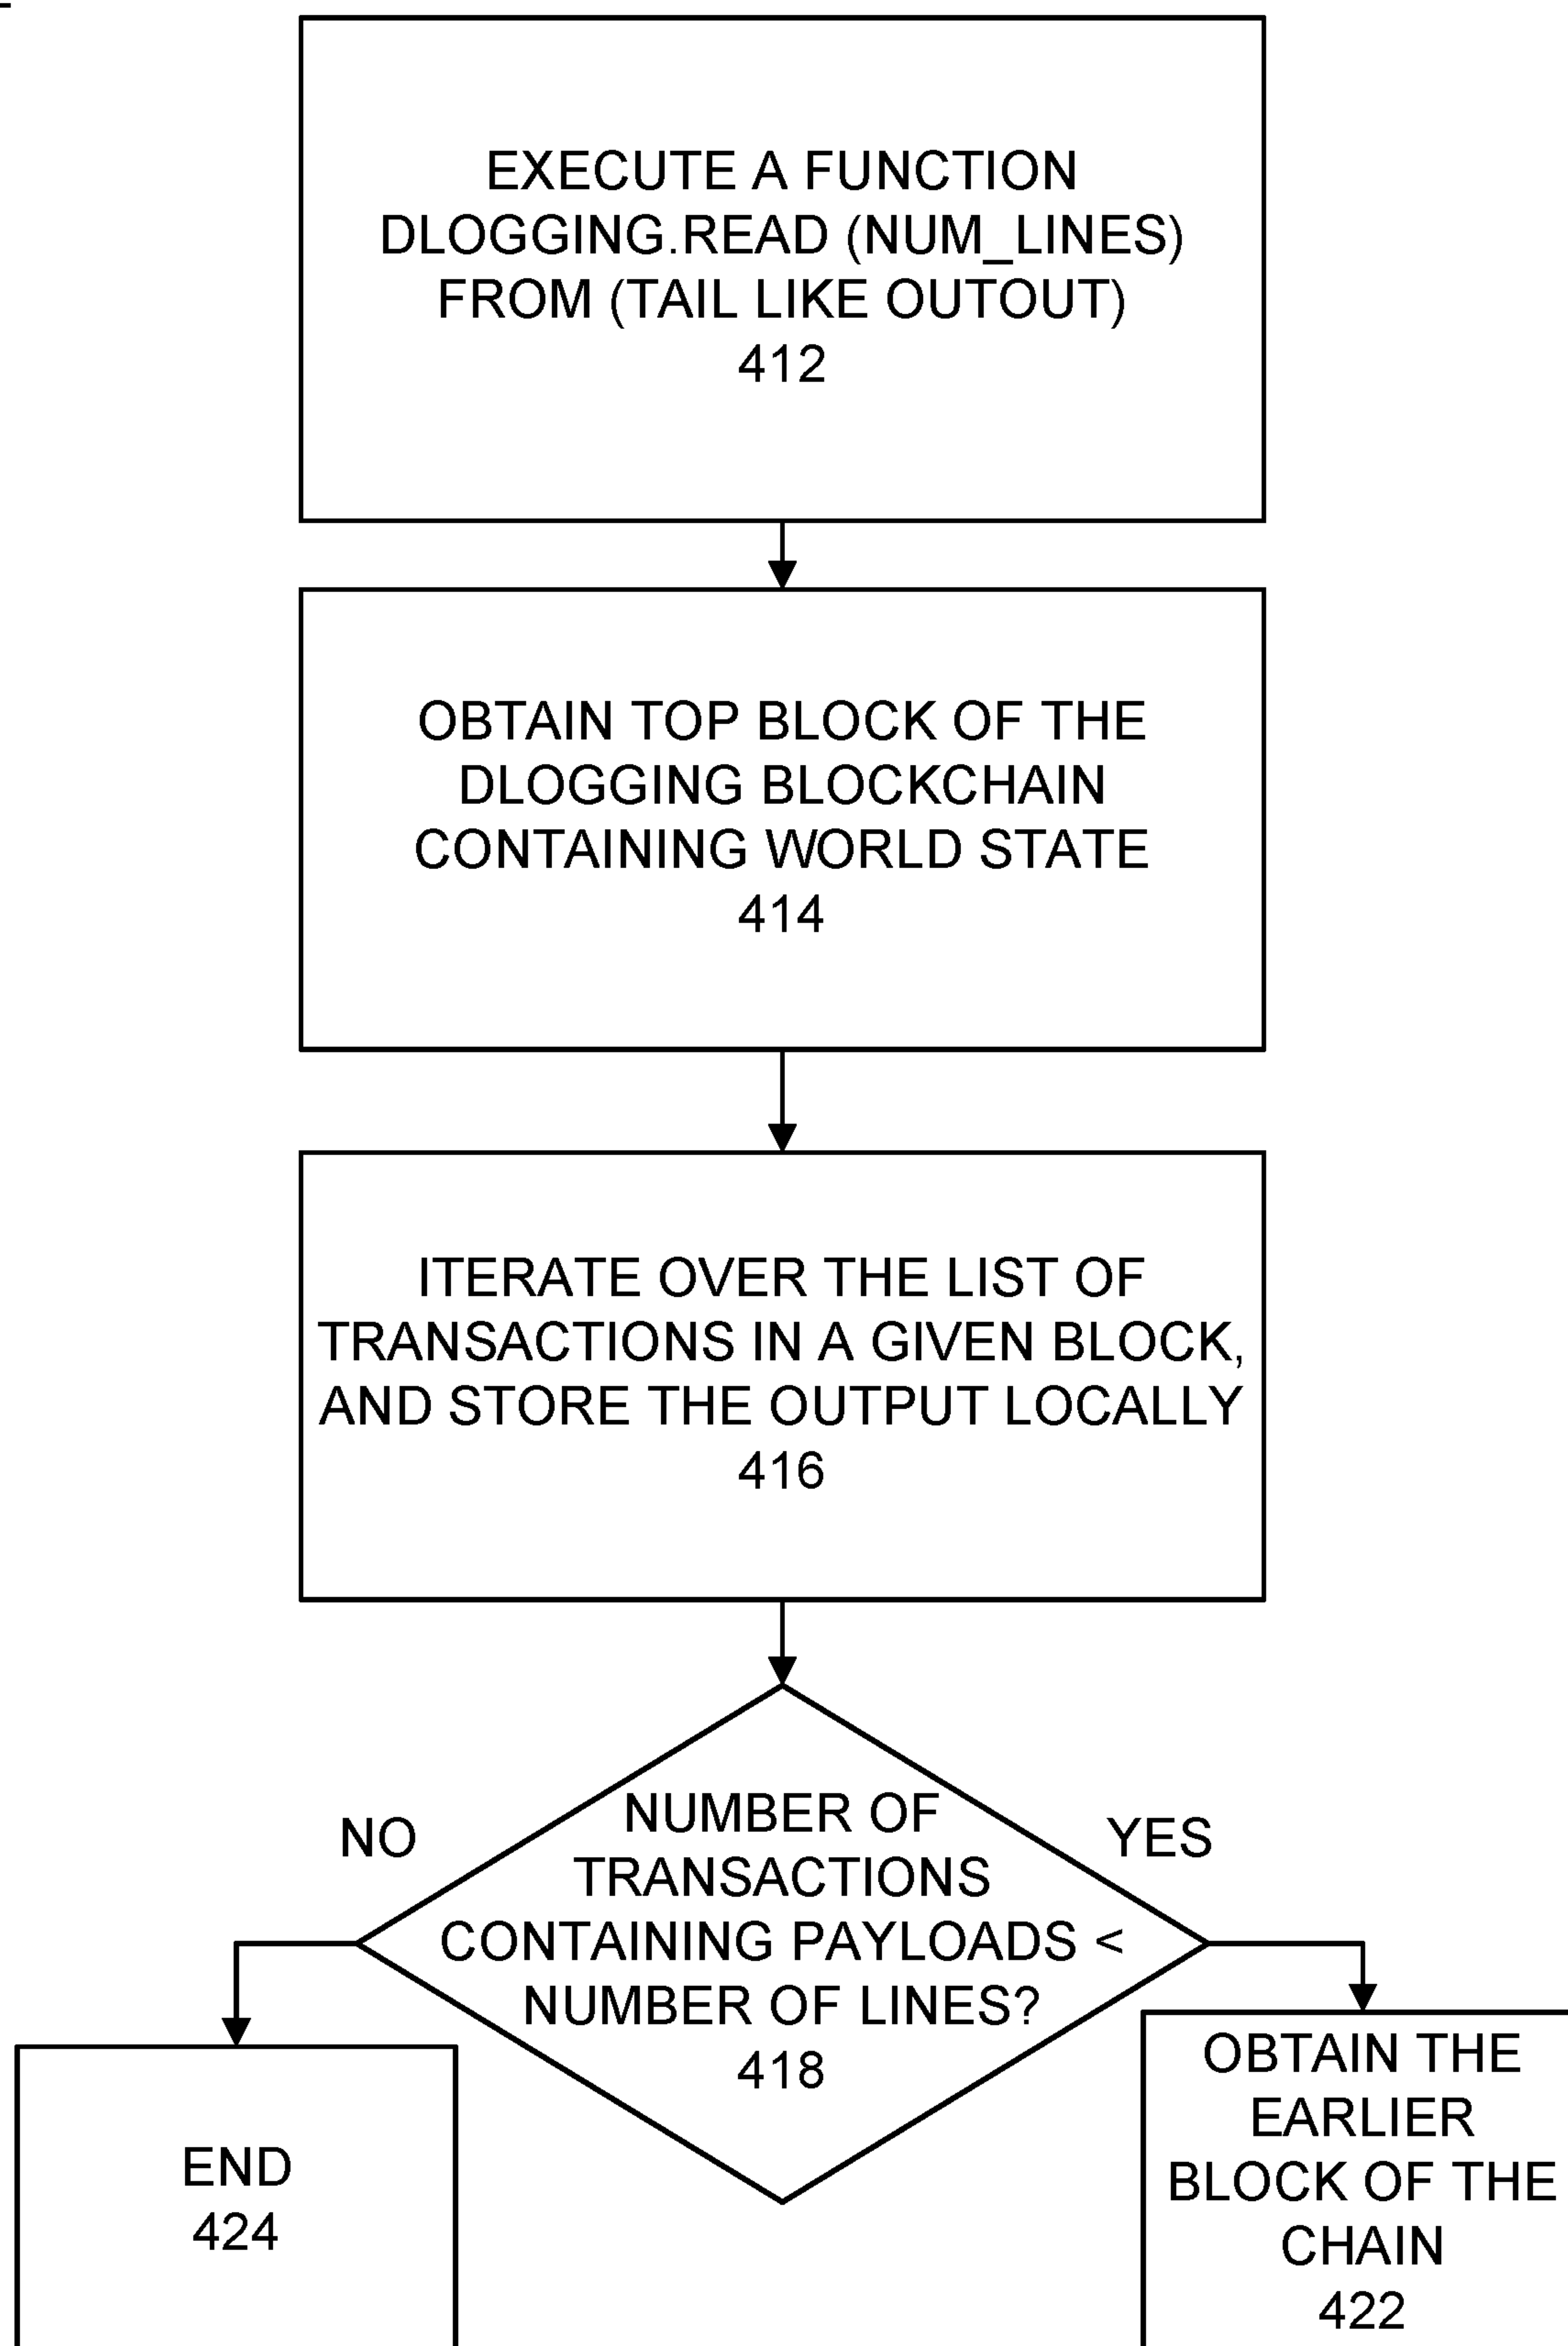 EXECUTE A FUNCTION
DLOGGING.READ (NUM_LINES)
FROM (TAIL LIKE OUTOUT)
412
OBTAIN TOP BLOCK OF THE
DLOGGING BLOCKCHAIN
CONTAINING WORLD STATE
414
ITERATE OVER THE LIST OF
TRANSACTIONS IN A GIVEN BLOCK,
AND STORE THE OUTPUT LOCALLY
416
NUMBER OF
TRANSACTIONS
CONTAINING PAYLOADS <
NUMBER OF LINES?
418
NO
YES
END
424
OBTAIN THE
EARLIER
BLOCK OF THE
CHAIN
422